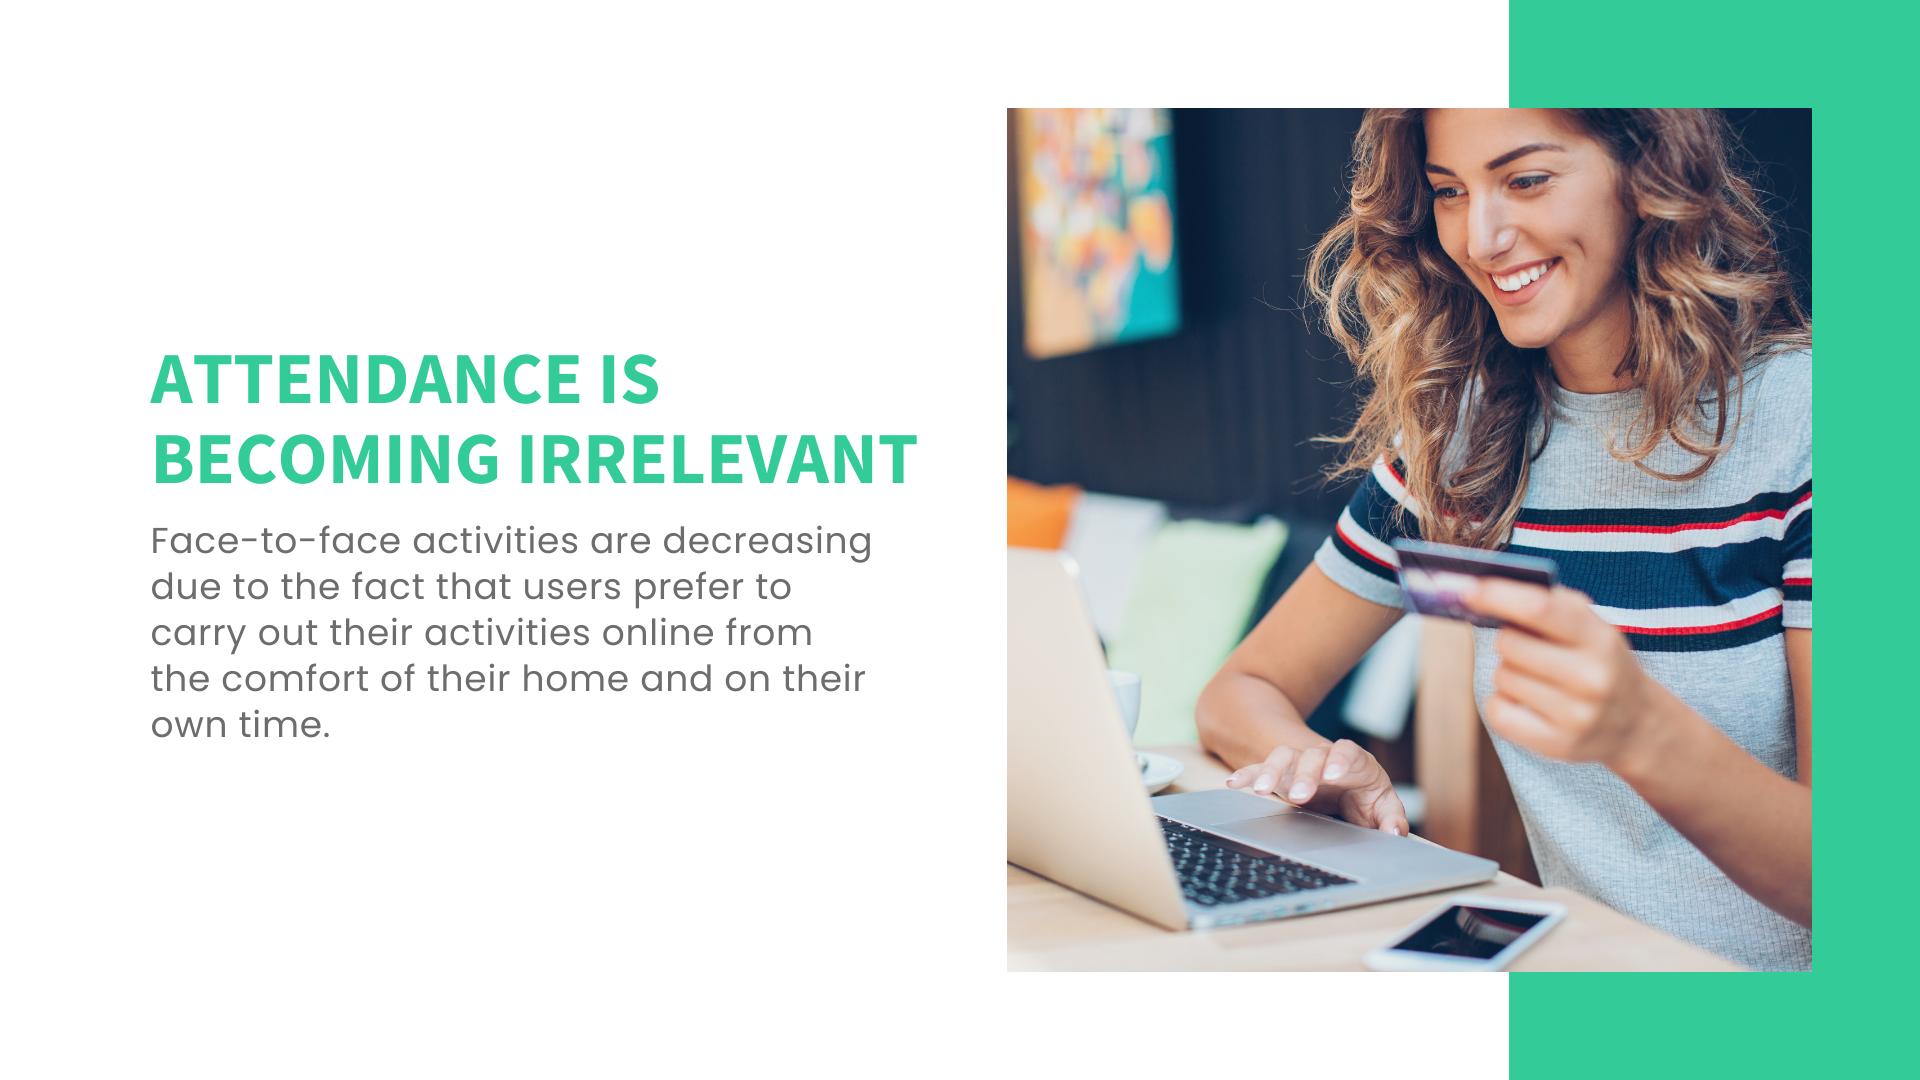 ATTENDANCE IS
BECOMING IRRELEVANT
Face-to-face activities are decreasing
due to the fact that users prefer to
carry out their activities online from
the comfort of their home and on their
own time.